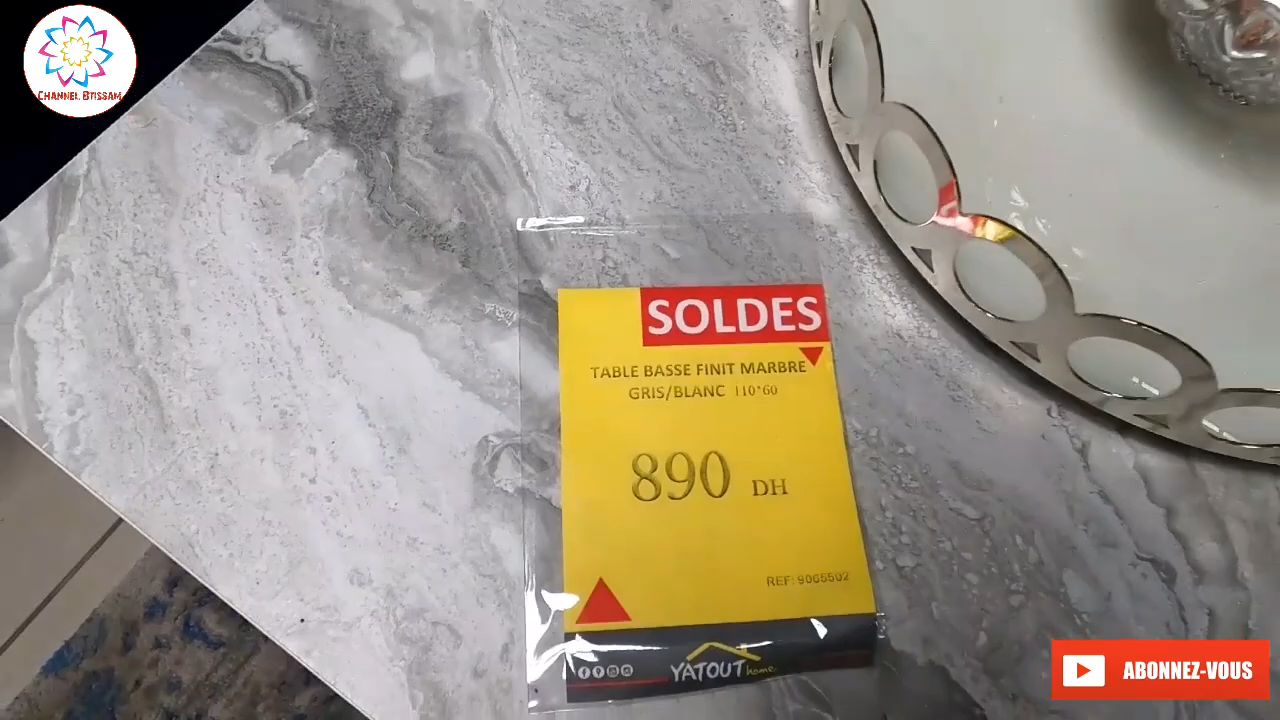 CHANNEL BTISSAM
SOLDES
TABLE BASSE FINIT MARBRE
GRIS/BLANC 110*60
890 DH
REF: 9065502
YATOUT home
ABONNEZ-VOUS